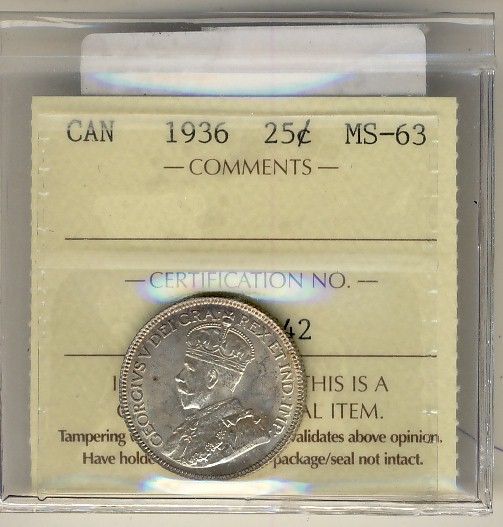 CAN 1936 25¢ MS-63
— COMMENTS —
— CERTIFICATION NO. —
42
THIS IS A
AL ITEM.
Tampering validates above opinion.
Have holde package/seal not intact.
GEORGIVS V DEI GRA: REX ET IND: IMP: